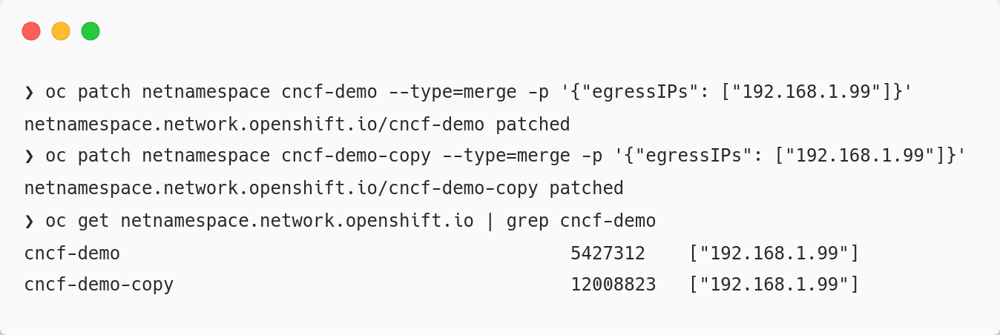 ❯ oc patch netnamespace cncf-demo --type=merge -p '{"egressIPs": ["192.168.1.99"]}'
netnamespace.network.openshift.io/cncf-demo patched
❯ oc patch netnamespace cncf-demo-copy --type=merge -p '{"egressIPs": ["192.168.1.99"]}'
netnamespace.network.openshift.io/cncf-demo-copy patched
❯ oc get netnamespace.network.openshift.io | grep cncf-demo
cncf-demo                                          5427312    ["192.168.1.99"]
cncf-demo-copy                                     12008823   ["192.168.1.99"]